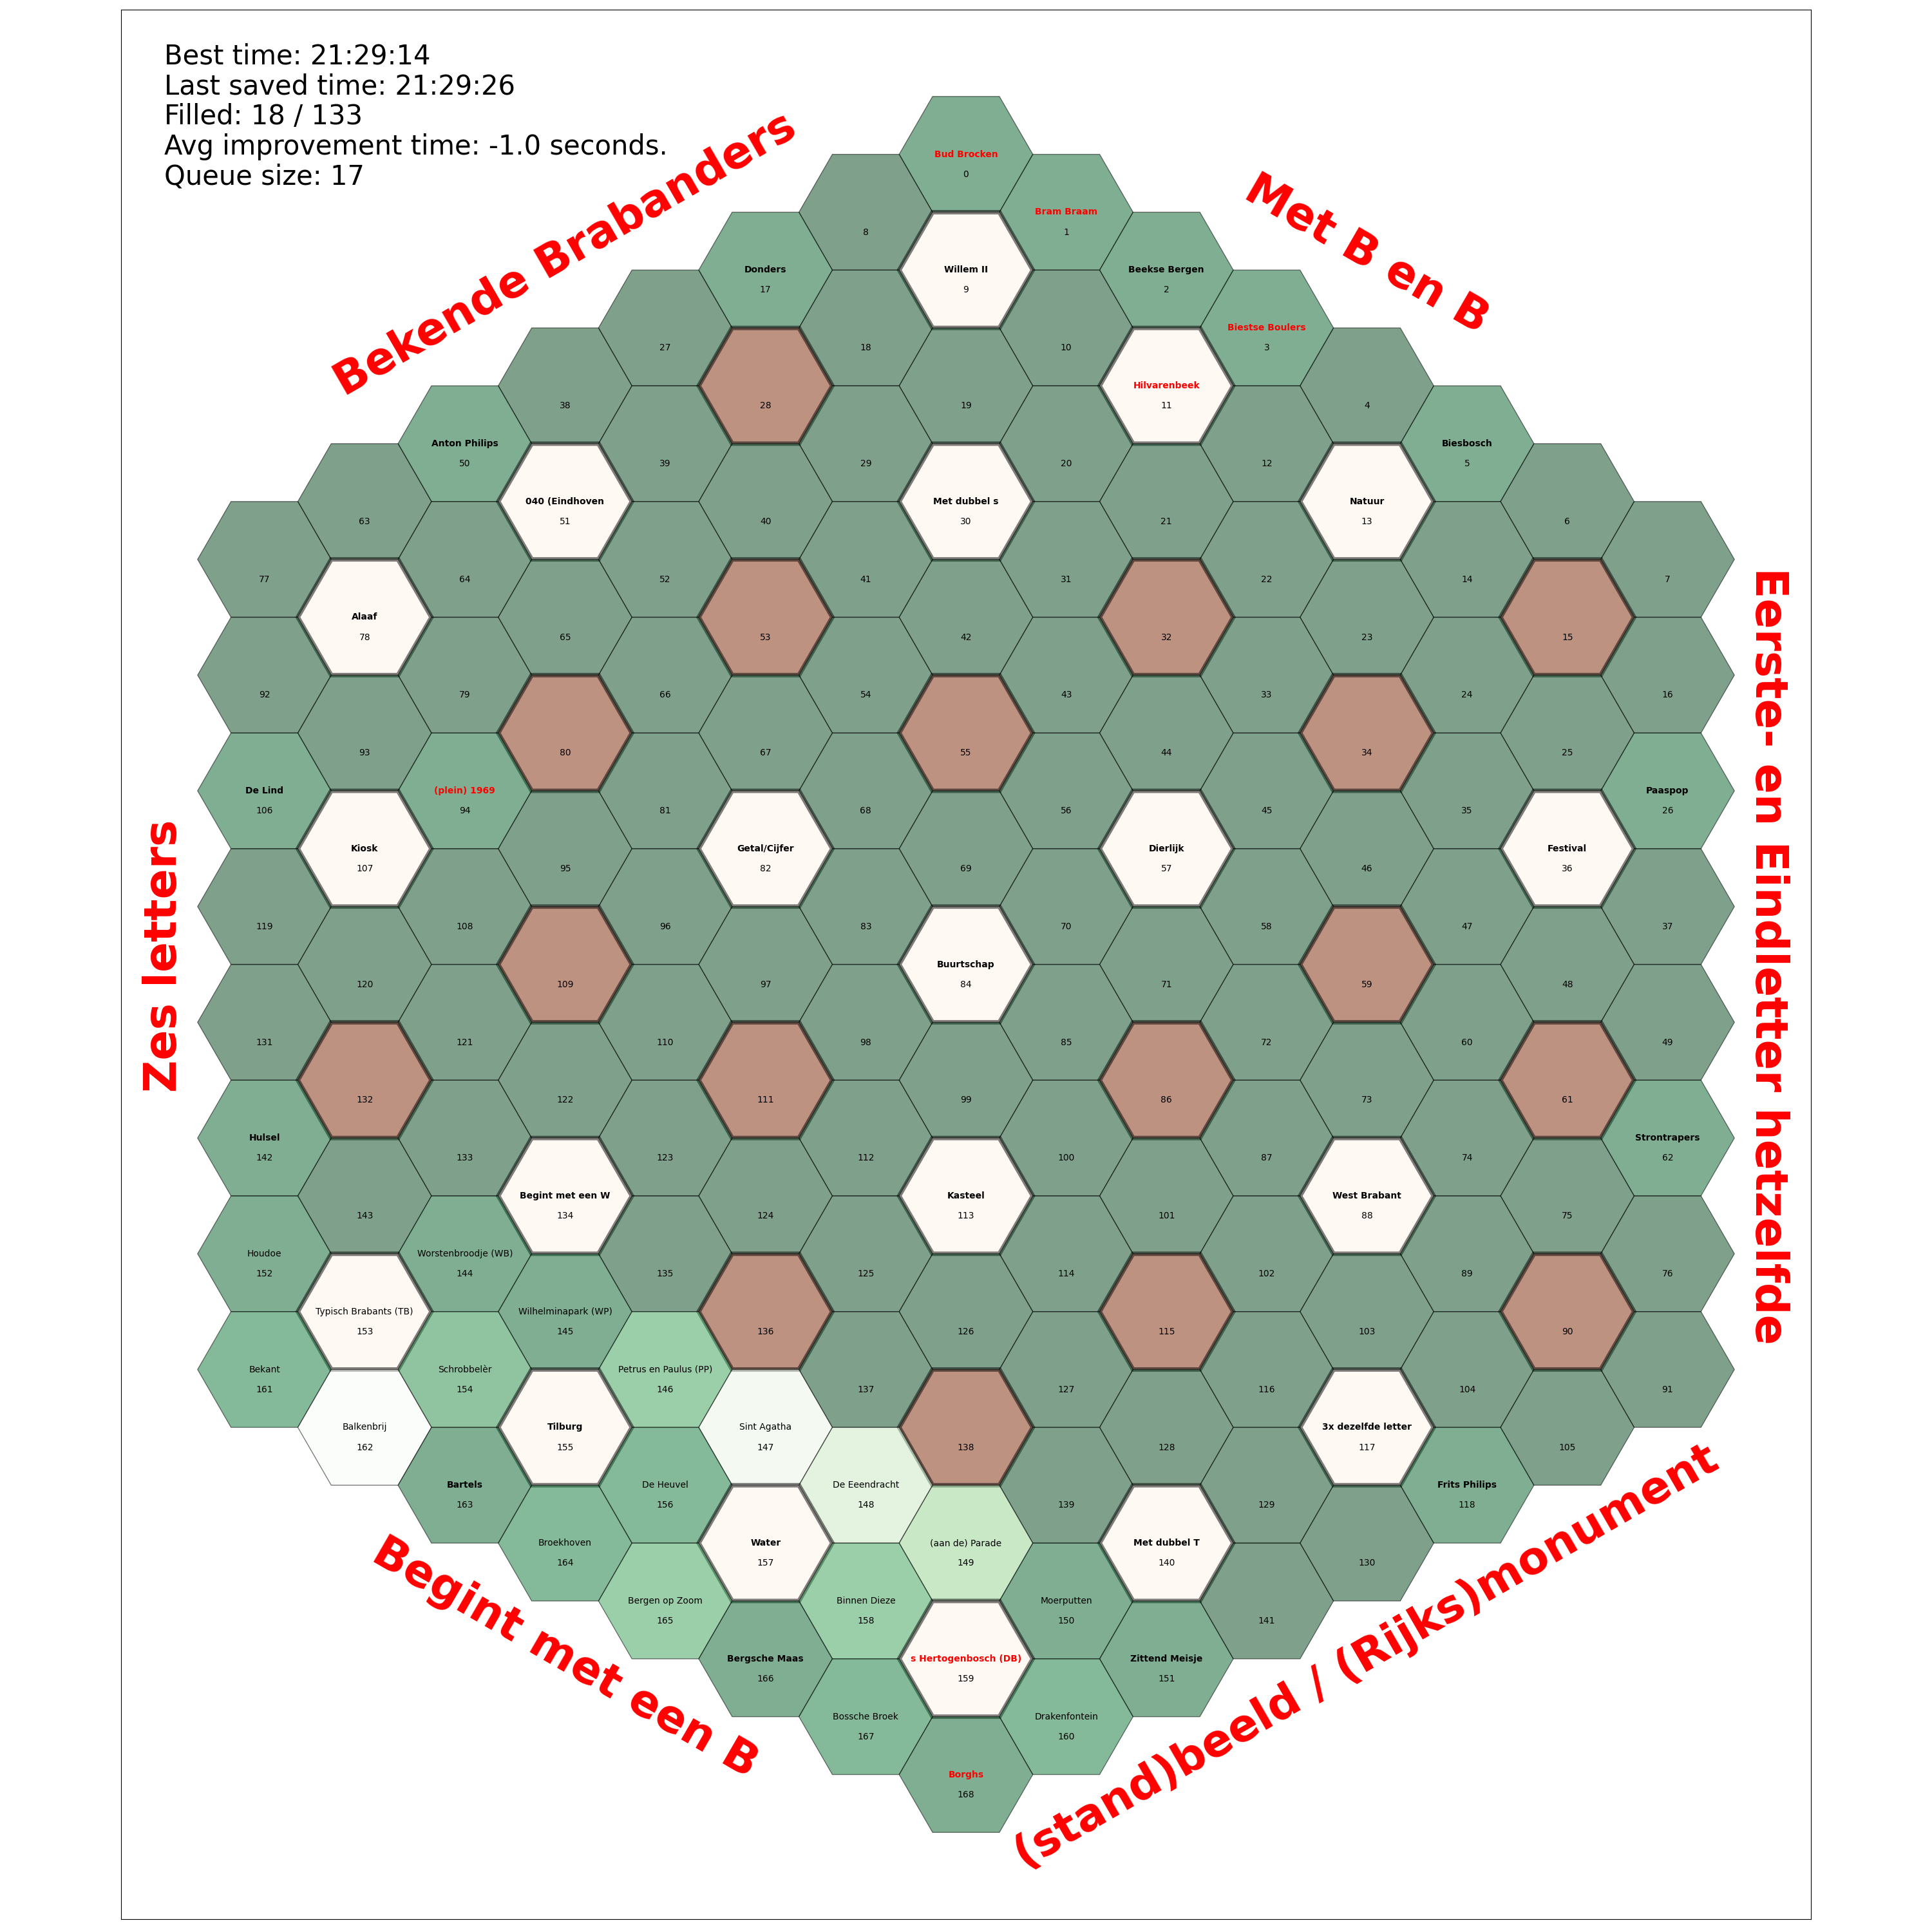 Best time: 21:29:14
Last saved time: 21:29:26
Filled: 18 / 133
Avg improvement time: -1.0 seconds.
Queue size: 17
Bekende Brabanders
Met B en B
Eerste- en Eindletter hetzelfde
Zes letters
Begint met een B
(stand)beeld / (Rijks)monument
Bud Brocken
0
Bram Braam
1
8
Donders
17
Willem II
9
Beekse Bergen
2
Biestse Boulers
3
27
18
10
38
28
19
Hilvarenbeek
11
4
Anton Philips
50
39
29
20
12
Biesbosch
5
63
040 (Eindhoven
51
40
Met dubbel s
30
21
Natuur
13
6
77
64
52
41
31
22
14
7
Alaaf
78
65
53
42
32
23
15
92
79
66
54
43
33
24
16
93
80
67
55
44
34
25
De Lind
106
(plein) 1969
94
81
68
56
45
35
Paaspop
26
Kiosk
107
95
Getal/Cijfer
82
69
Dierlijk
57
46
Festival
36
119
108
96
83
70
58
47
37
120
109
97
Buurtschap
84
71
59
48
131
121
110
98
85
72
60
49
132
122
111
99
86
73
61
Hulsel
142
133
123
112
100
87
74
Strontrapers
62
143
Begint met een W
134
124
Kasteel
113
101
West Brabant
88
75
Houdoe
152
Worstenbroodje (WB)
144
135
125
114
102
89
76
Typisch Brabants (TB)
153
Wilhelminapark (WP)
145
136
126
115
103
90
Bekant
161
Schrobbelèr
154
Petrus en Paulus (PP)
146
137
127
116
104
91
Balkenbrij
162
Tilburg
155
Sint Agatha
147
138
128
3x dezelfde letter
117
105
Bartels
163
De Heuvel
156
De Eeendracht
148
139
129
Frits Philips
118
Broekhoven
164
Water
157
(aan de) Parade
149
Met dubbel T
140
130
Bergen op Zoom
165
Binnen Dieze
158
Moerputten
150
141
Bergsche Maas
166
s Hertogenbosch (DB)
159
Zittend Meisje
151
Bossche Broek
167
Drakenfontein
160
Borghs
168